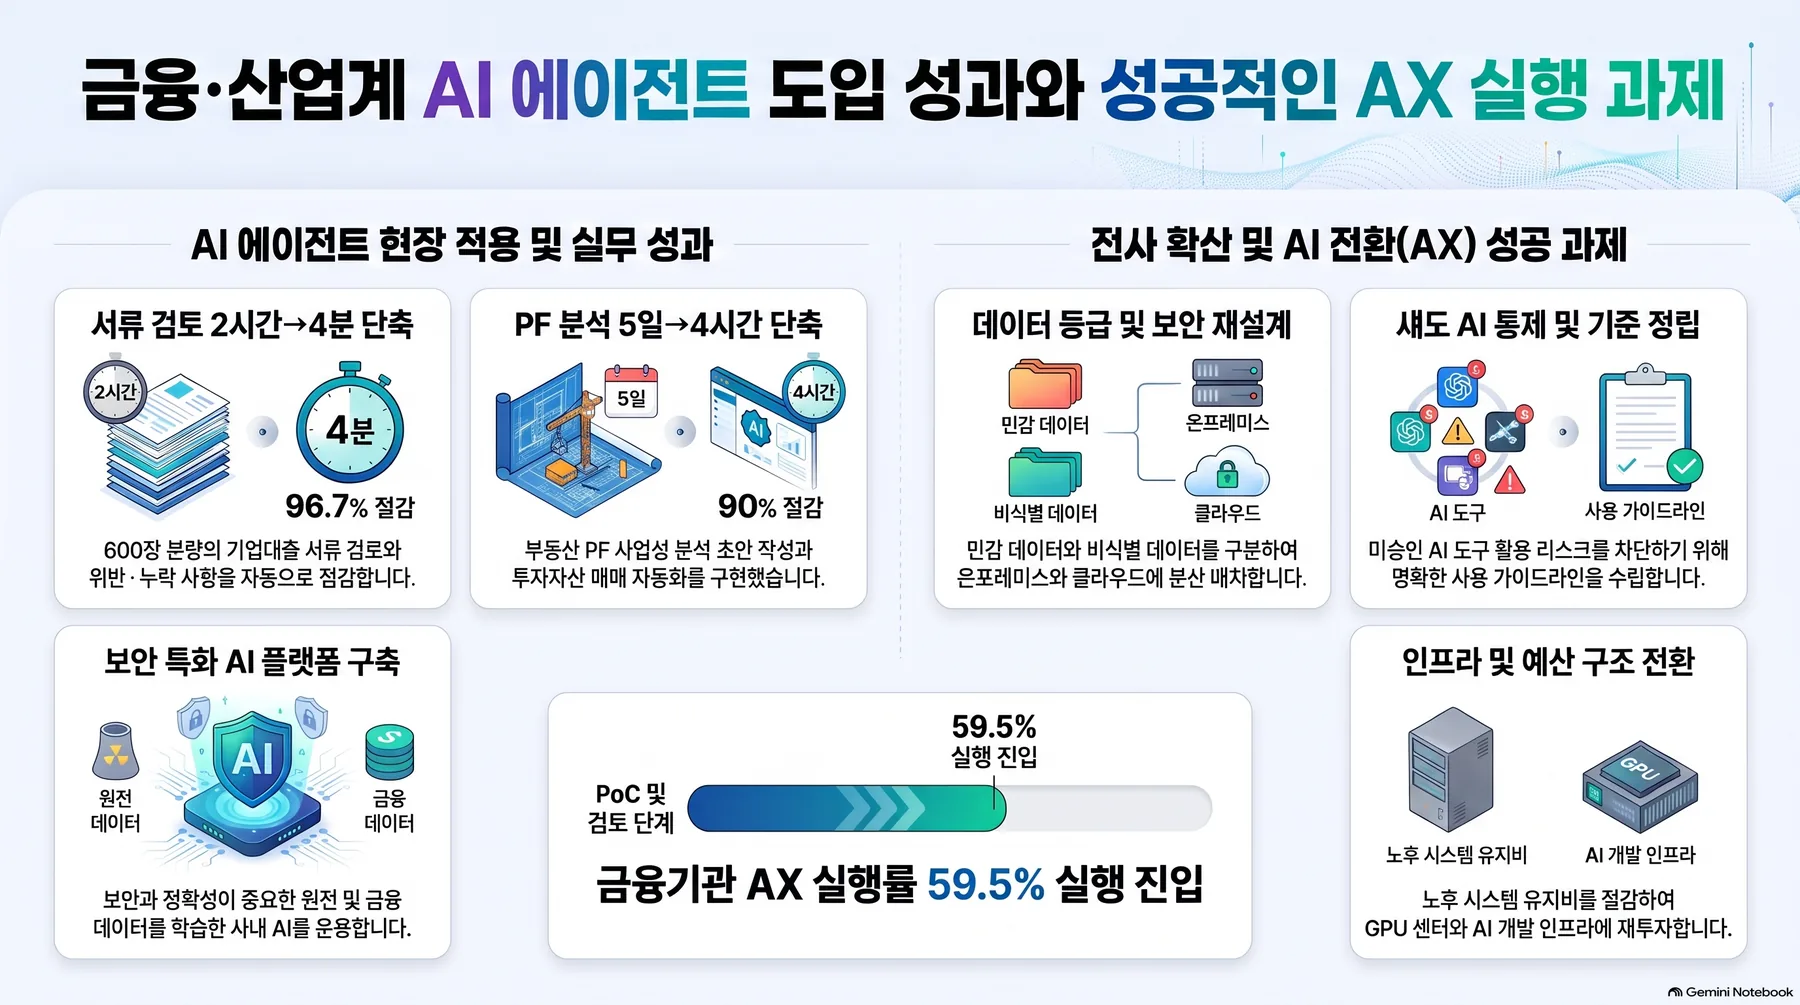 금융·산업계 AI 에이전트 도입 성과와 성공적인 AX 실행 과제
AI 에이전트 현장 적용 및 실무 성과
서류 검토 2시간→4분 단축
2시간
4분
96.7% 절감
600장 분량의 기업대출 서류 검로와
위반·누락 사항을 자동으로 점감합니다.
PF 분석 5일→4시간 단축
5일
4시간
AI
90% 절감
부동산 PF 사업성 분석 초안 작성과
투자자산 매매 자동화를 구현했습니다.
보안 특화 AI 플랫폼 구축
AI
원전
데이터
금융
데이터
보안과 정확성이 중요한 원전 및 금융
데이터를 학습한 사내 AI를 운용합니다.
전사 확산 및 AI 전환(AX) 성공 과제
데이터 등급 및 보안 재설계
민감 데이터
온프레미스
비식별 데이터
클라우드
민감 데이터와 비식별 데이터를 구분하여
은포레미스와 클라우드에 분산 배차합니다.
섀도 AI 통제 및 기준 정립
AI 도구
사용 가이드라인
미승인 AI 도구 활용 리스크를 차단하기 위해
명확한 사용 가이드라인을 수립합니다.
인프라 및 예산 구조 전환
GPU
노후 시스템 유지비
AI 개발 인프라
노후 시스템 유지비를 절감하여
GPU 센터와 AI 개발 인프라에 재투자합니다.
59.5%
실행 진입
PoC 및
검토 단계
금융기관 AX 실행률 59.5% 실행 진입
Gemini Notebook